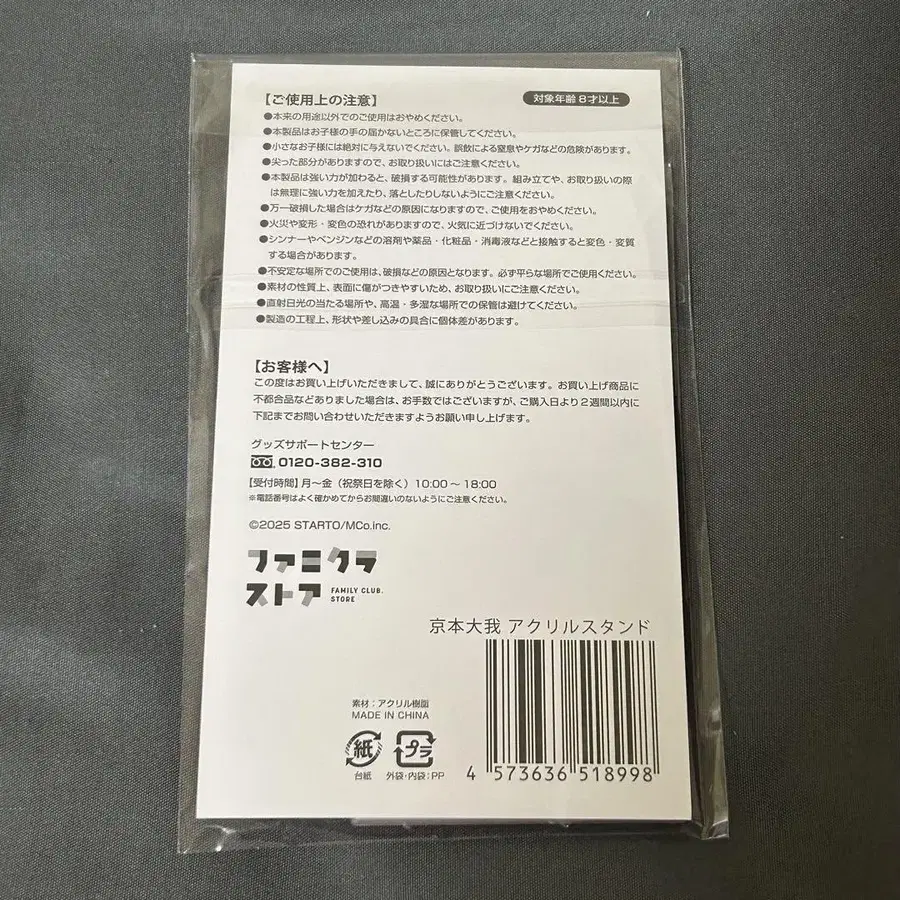 【ご使用上の注意】
対象年齢8才以上
●本来の用途以外でのご使用はおやめください。
●本製品はお子様の手の届かないところに保管してください。
●小さなお子様には絶対に与えないでください。誤飲による窒息やケガなどの危険があります。
●尖った部分がありますので、お取り扱いにはご注意ください。
●本製品は強い力が加わると、破損する可能性があります。組み立てや、お取り扱いの際
は無理に強い力を加えたり、落としたりしないようにご注意ください。
●万一破損した場合はケガなどの原因になりますので、ご使用をおやめください。
●火災や変形・変色の恐れがありますので、火気に近づけないでください。
●シンナーやベンジンなどの溶剤や薬品・化粧品・消毒液などと接触すると変色・変質
する場合があります。
●不安定な場所でのご使用は、破損などの原因となります。必ず平らな場所でご使用ください。
●素材の性質上、表面に傷がつきやすいため、お取り扱いにご注意ください。
●直射日光の当たる場所や、高温・多湿な場所での保管は避けてください。
●製造の工程上、形状や差し込みの具合に個体差があります。
【お客様へ】
この度はお買い上げいただきまして、誠にありがとうございます。お買い上げ商品に
不都合品などありました場合は、お手数ではございますが、ご購入日より2週間以内に
下記までお問い合わせいただきますようお願い申し上げます。
グッズサポートセンター
0120-382-310
【受付時間】月～金（祝祭日を除く）10:00～18:00
※電話番号はよく確かめてからお間違いのないようにご注意ください。
©2025 STARTO/MCo.inc.
ファミクラ
ストア
FAMILY CLUB.
STORE
京本大我 アクリルスタンド
素材：アクリル樹脂
MADE IN CHINA
紙
プラ
台紙
外袋・内袋：PP
4 573636 518998